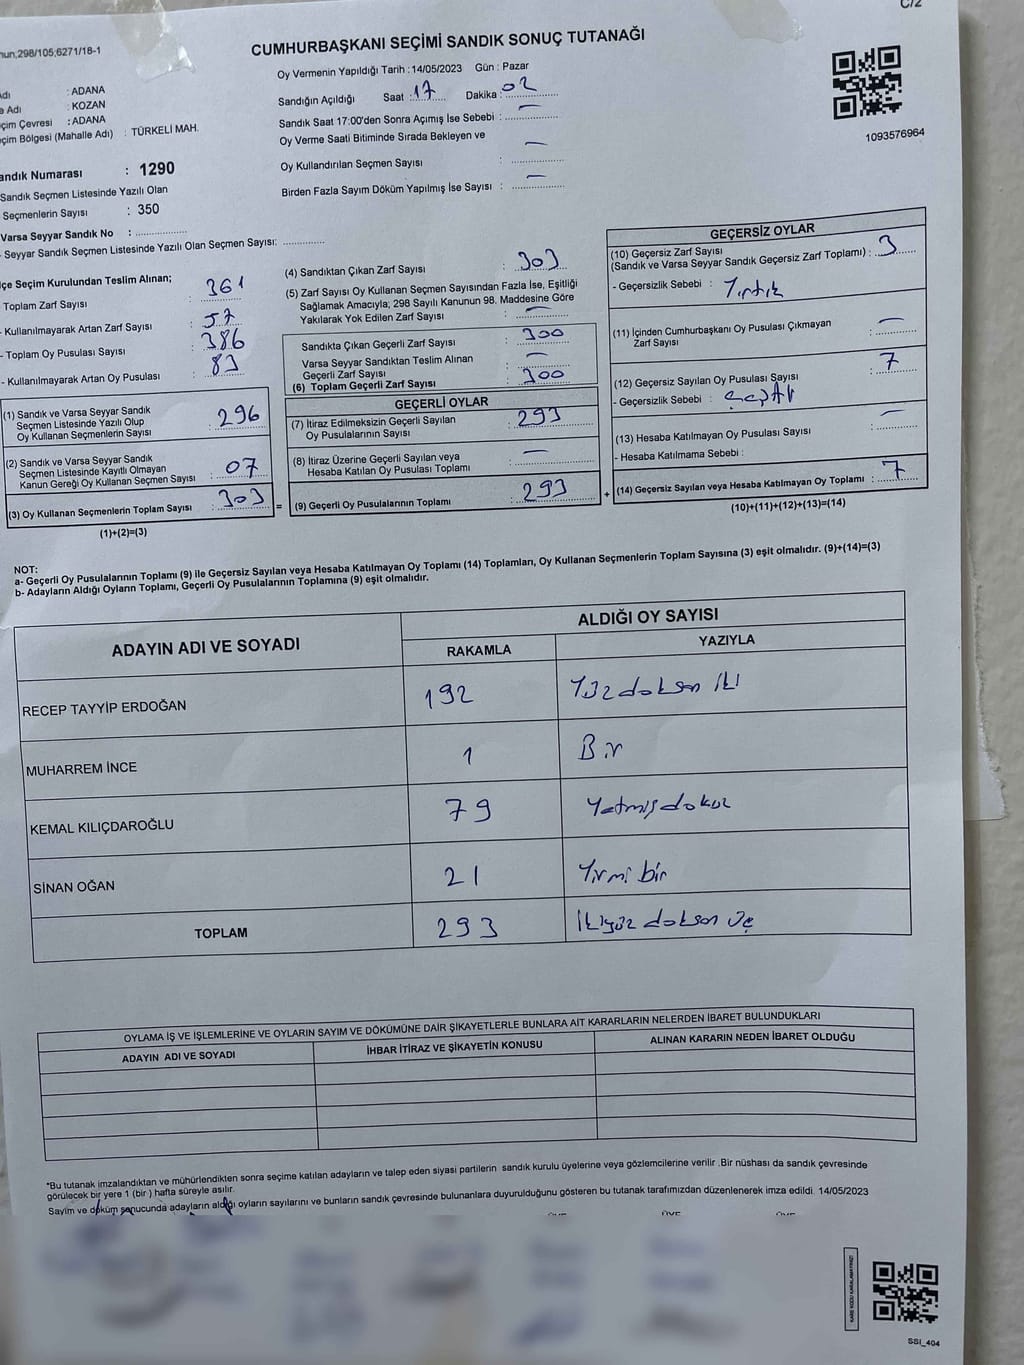 C/2
nun,298/105;6271/18-1
CUMHURBAŞKANI SEÇİMİ SANDIK SONUÇ TUTANAĞI
: ADANA
e Adı : KOZAN
çim Çevresi : ADANA
çim Bölgesi (Mahalle Adı) : TÜRKELİ MAH.
andık Numarası : 1290
Sandık Seçmen Listesinde Yazılı Olan
Seçmenlerin Sayısı : 350
Varsa Seyyar Sandık No :
- Seyyar Sandık Seçmen Listesinde Yazılı Olan Seçmen Sayısı:
Oy Vermenin Yapıldığı Tarih : 14/05/2023 Gün : Pazar
Sandığın Açıldığı Saat : 17 Dakika : 02
Sandık Saat 17:00'den Sonra Açımış İse Sebebi : —
Oy Verme Saati Bitiminde Sırada Bekleyen ve
Oy Kullandırılan Seçmen Sayısı : —
Birden Fazla Sayım Döküm Yapılmış İse Sayısı : —
1093576964
çe Seçim Kurulundan Teslim Alınan;
Toplam Zarf Sayısı : 361
- Kullanılmayarak Artan Zarf Sayısı : 57
- Toplam Oy Pusulası Sayısı : 386
- Kullanılmayarak Artan Oy Pusulası : 83
(1) Sandık ve Varsa Seyyar Sandık
Seçmen Listesinde Yazılı Olup
Oy Kullanan Seçmenlerin Sayısı : 296
(2) Sandık ve Varsa Seyyar Sandık
Seçmen Listesinde Kayıtlı Olmayan
Kanun Gereği Oy Kullanan Seçmen Sayısı : 07
(3) Oy Kullanan Seçmenlerin Toplam Sayısı : 303
(1)+(2)=(3)
=
(4) Sandıktan Çıkan Zarf Sayısı : 303
(5) Zarf Sayısı Oy Kullanan Seçmen Sayısından Fazla İse, Eşitliği
Sağlamak Amacıyla; 298 Sayılı Kanunun 98. Maddesine Göre
Yakılarak Yok Edilen Zarf Sayısı : —
Sandıkta Çıkan Geçerli Zarf Sayısı : 300
Varsa Seyyar Sandıktan Teslim Alınan
Geçerli Zarf Sayısı : —
(6) Toplam Geçerli Zarf Sayısı : 300
GEÇERLİ OYLAR
(7) İtiraz Edilmeksizin Geçerli Sayılan
Oy Pusulalarının Sayısı : 293
(8) İtiraz Üzerine Geçerli Sayılan veya
Hesaba Katılan Oy Pusulası Toplamı : —
(9) Geçerli Oy Pusulalarının Toplamı : 293
+
GEÇERSİZ OYLAR
(10) Geçersiz Zarf Sayısı
(Sandık ve Varsa Seyyar Sandık Geçersiz Zarf Toplamı) : 3
- Geçersizlik Sebebi : Yırtık
(11) İçinden Cumhurbaşkanı Oy Pusulası Çıkmayan
Zarf Sayısı : —
(12) Geçersiz Sayılan Oy Pusulası Sayısı : 7
- Geçersizlik Sebebi :
(13) Hesaba Katılmayan Oy Pusulası Sayısı : —
- Hesaba Katılmama Sebebi :
(14) Geçersiz Sayılan veya Hesaba Katılmayan Oy Toplamı : 7
(10)+(11)+(12)+(13)=(14)
NOT:
a- Geçerli Oy Pusulalarının Toplamı (9) ile Geçersiz Sayılan veya Hesaba Katılmayan Oy Toplamı (14) Toplamları, Oy Kullanan Seçmenlerin Toplam Sayısına (3) eşit olmalıdır. (9)+(14)=(3)
b- Adayların Aldığı Oyların Toplamı, Geçerli Oy Pusulalarının Toplamına (9) eşit olmalıdır.
ADAYIN ADI VE SOYADI
ALDIĞI OY SAYISI
RAKAMLA YAZIYLA
RECEP TAYYİP ERDOĞAN 192 Yüz doksan iki
MUHARREM İNCE 1 Bir
KEMAL KILIÇDAROĞLU 79 Yetmiş dokuz
SİNAN OĞAN 21 Yirmi bir
TOPLAM 293 İkiyüz doksan üç
OYLAMA İŞ VE İŞLEMLERİNE VE OYLARIN SAYIM VE DÖKÜMÜNE DAİR ŞİKAYETLERLE BUNLARA AİT KARARLARIN NELERDEN İBARET BULUNDUKLARI
ADAYIN ADI VE SOYADI İHBAR İTİRAZ VE ŞİKAYETİN KONUSU ALINAN KARARIN NEDEN İBARET OLDUĞU
*Bu tutanak imzalandıktan ve mühürlendikten sonra seçime katılan adayların ve talep eden siyasi partilerin sandık kurulu üyelerine veya gözlemcilerine verilir .Bir nüshası da sandık çevresinde
görülecek bir yere 1 (bir ) hafta süreyle asılır.
Sayım ve döküm sonucunda adayların aldığı oyların sayılarını ve bunların sandık çevresinde bulunanlara duyurulduğunu gösteren bu tutanak tarafımızdan düzenlenerek imza edildi. 14/05/2023
KARE KODU KARALAMAYINIZ!
SSI_404